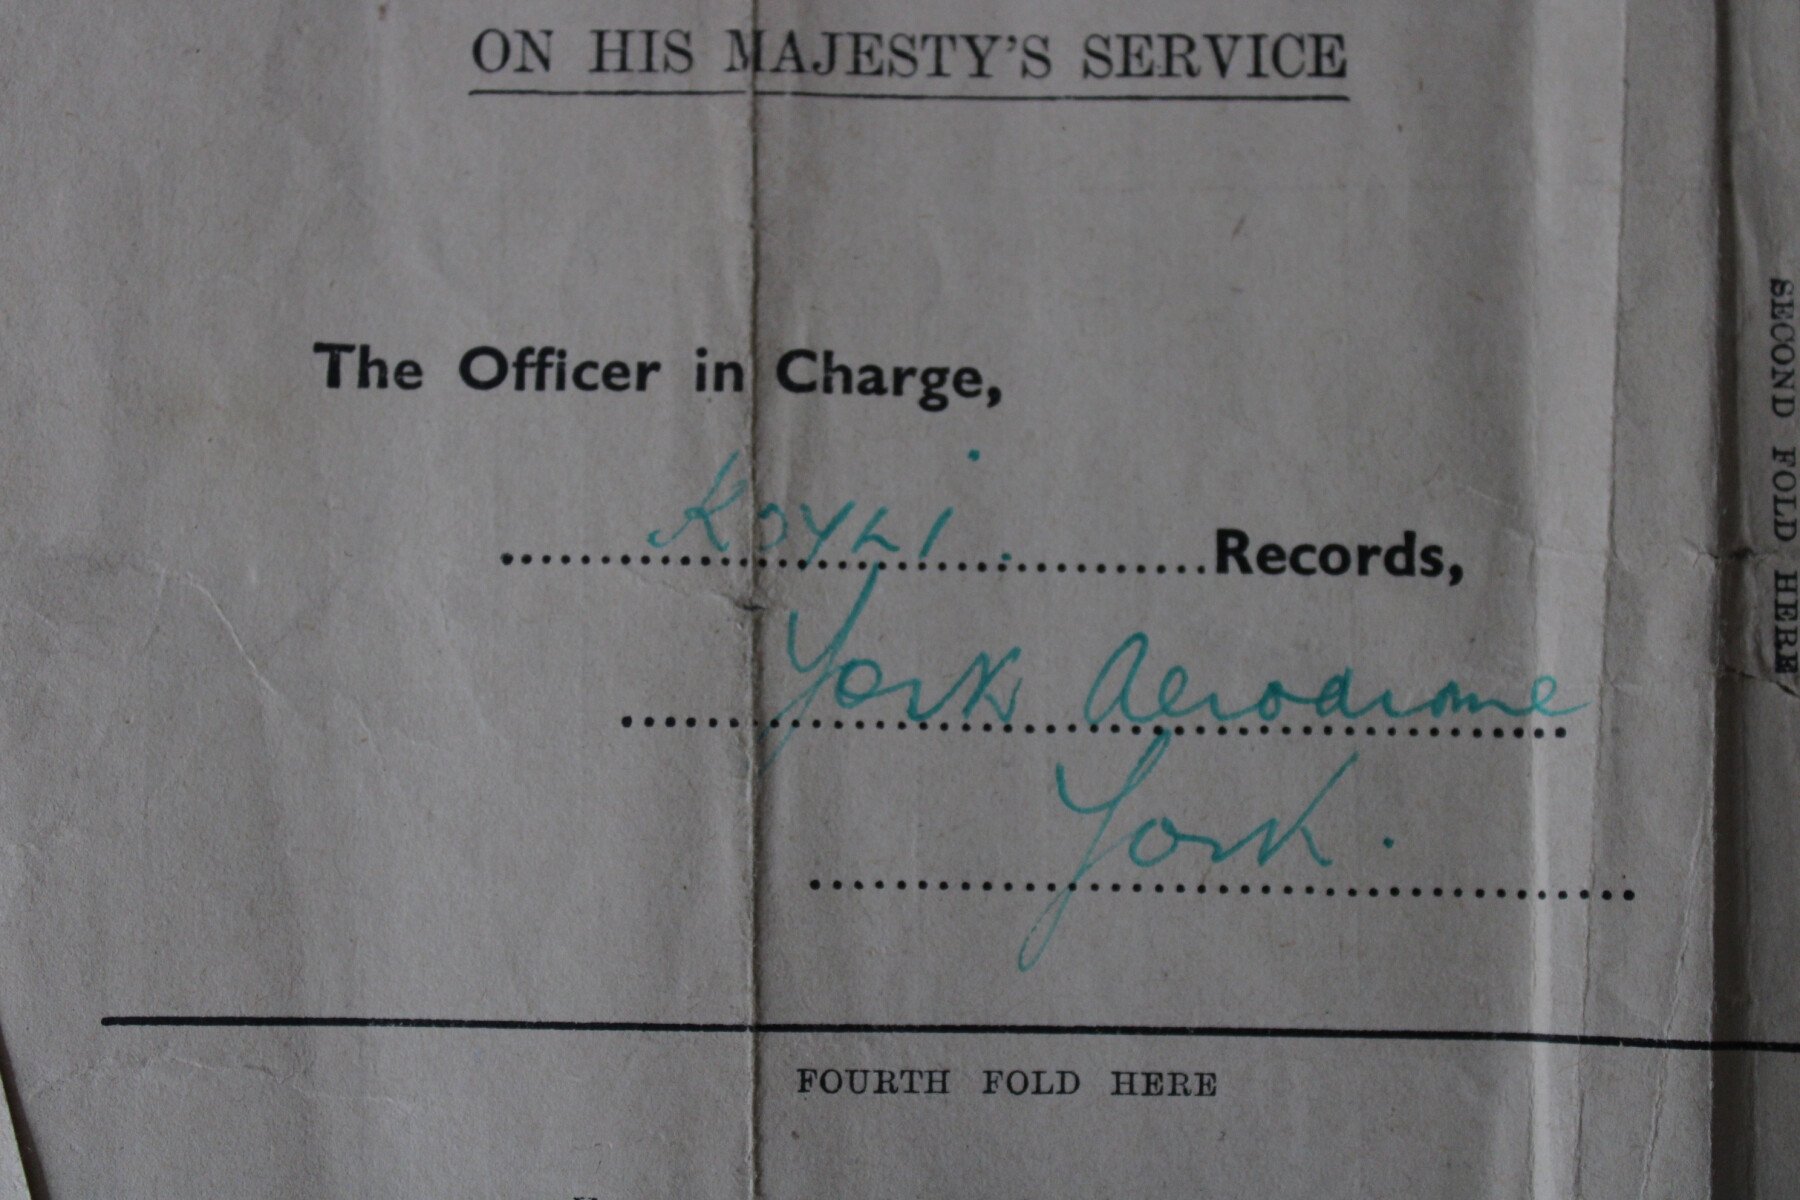 ON HIS MAJESTY'S SERVICE
The Officer in Charge,
KOYLI. Records,
York Aerodrome
York.
FOURTH FOLD HERE
SECOND FOLD HERE